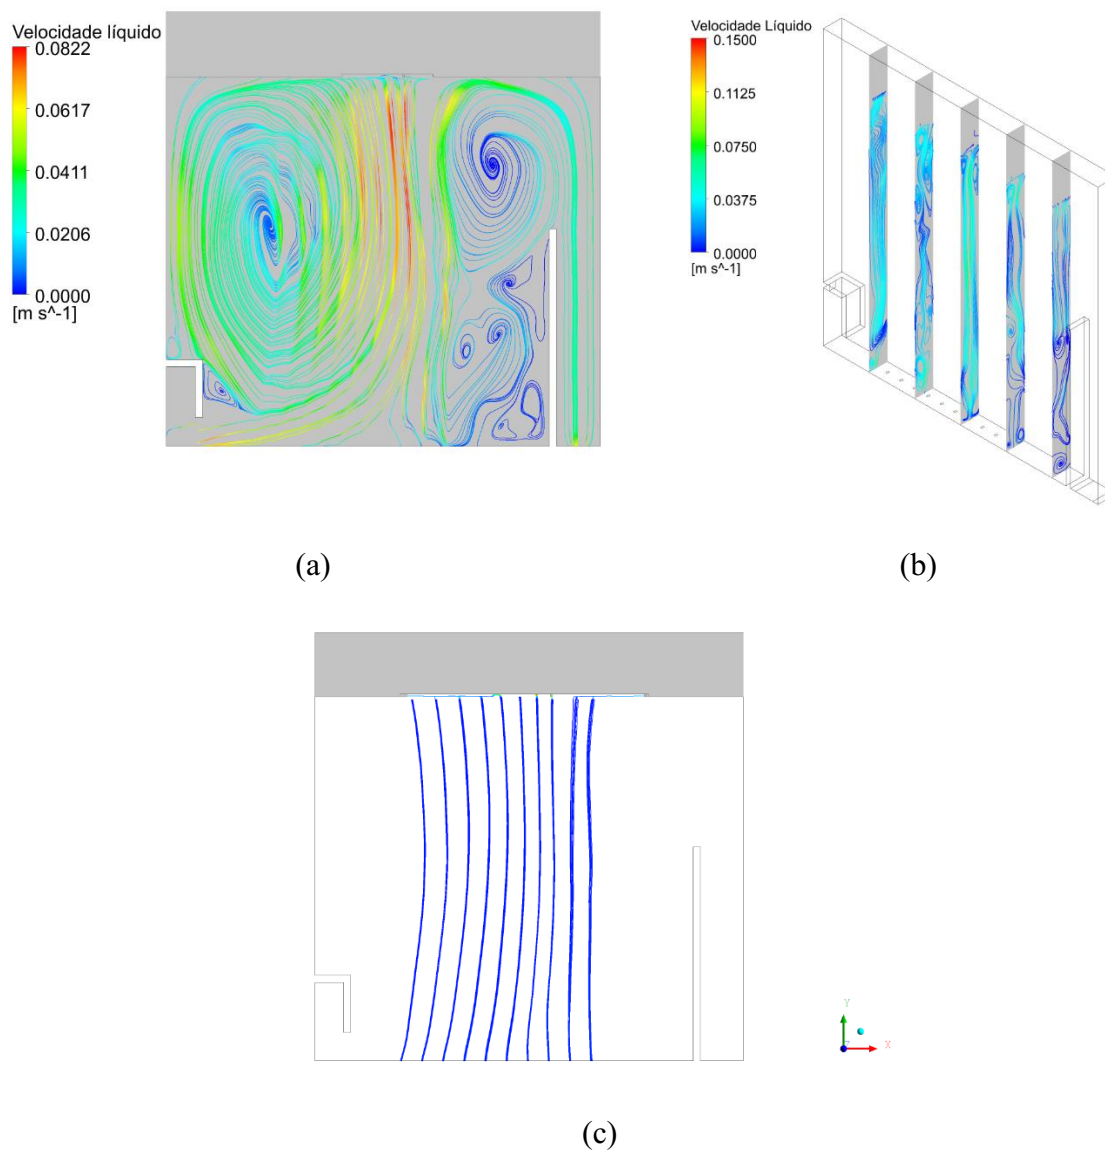 Velocidade líquido
0.0822
0.0617
0.0411
0.0206
0.0000
[m s^-1]
(a)
Velocidade Líquido
0.1500
0.1125
0.0750
0.0375
0.0000
[m s^-1]
(b)
Y
X
(c)